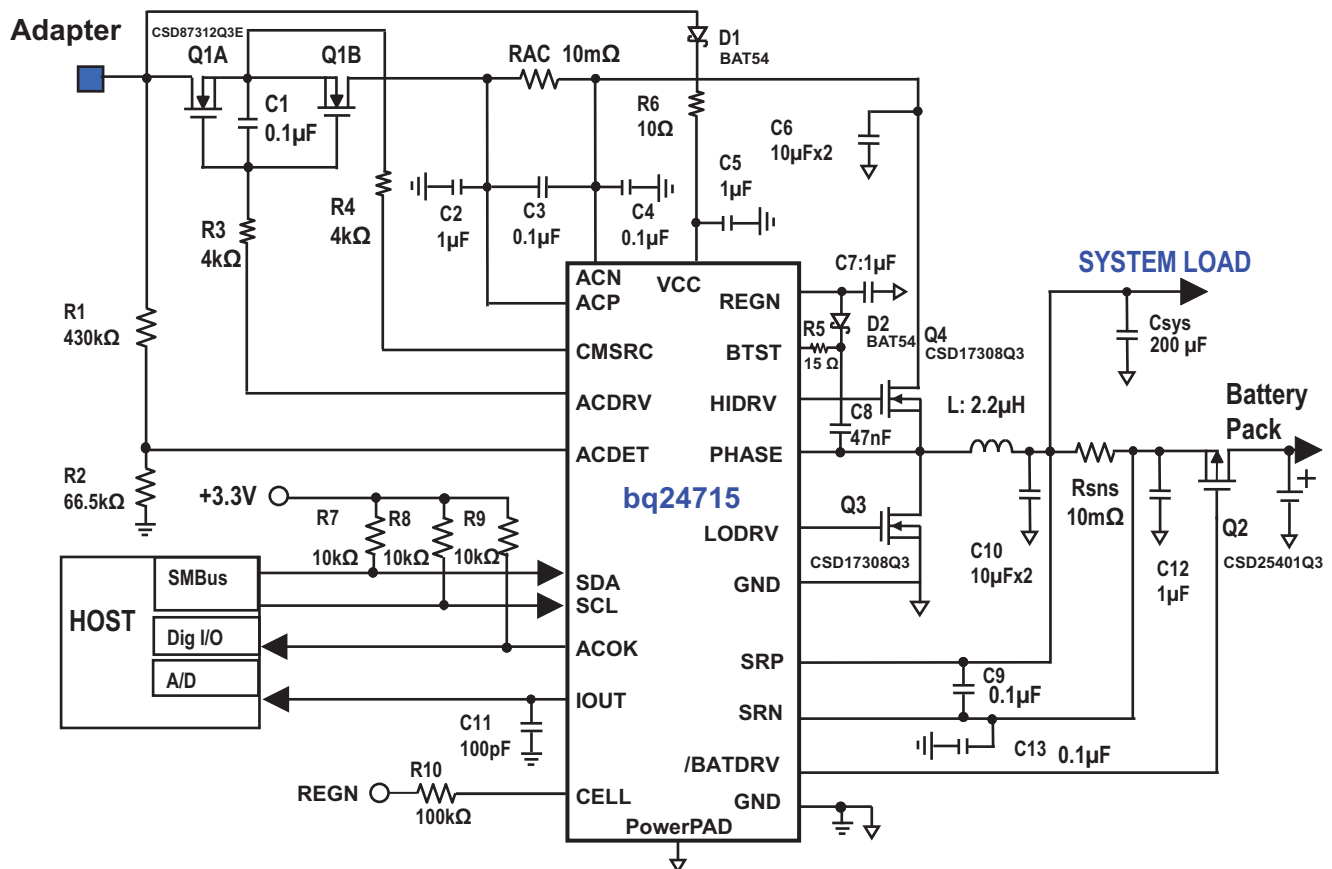 Adapter
CSD87312Q3E
Q1A
Q1B
C1
0.1µF
RAC 10mΩ
D1
BAT54
R6
10Ω
C6
10µFx2
C5
1µF
R3
4kΩ
R4
4kΩ
C2
1µF
C3
0.1µF
C4
0.1µF
R1
430kΩ
R2
66.5kΩ
ACN
ACP
VCC
CMSRC
ACDRV
ACDET
REGN
BTST
HIDRV
PHASE
bq24715
LODRV
GND
C7:1µF
R5
15 Ω
D2
BAT54
Q4
CSD17308Q3
C8
47nF
L: 2.2µH
SYSTEM LOAD
Csys
200 µF
Battery
Pack
+
Rsns
10mΩ
Q3
CSD17308Q3
C10
10µFx2
C12
1µF
Q2
CSD25401Q3
+3.3V
R7
10kΩ
R8
10kΩ
R9
10kΩ
HOST
SMBus
Dig I/O
A/D
SDA
SCL
ACOK
IOUT
C11
100pF
REGN
R10
100kΩ
CELL
SRP
SRN
/BATDRV
GND
PowerPAD
C9
0.1µF
C13 0.1µF